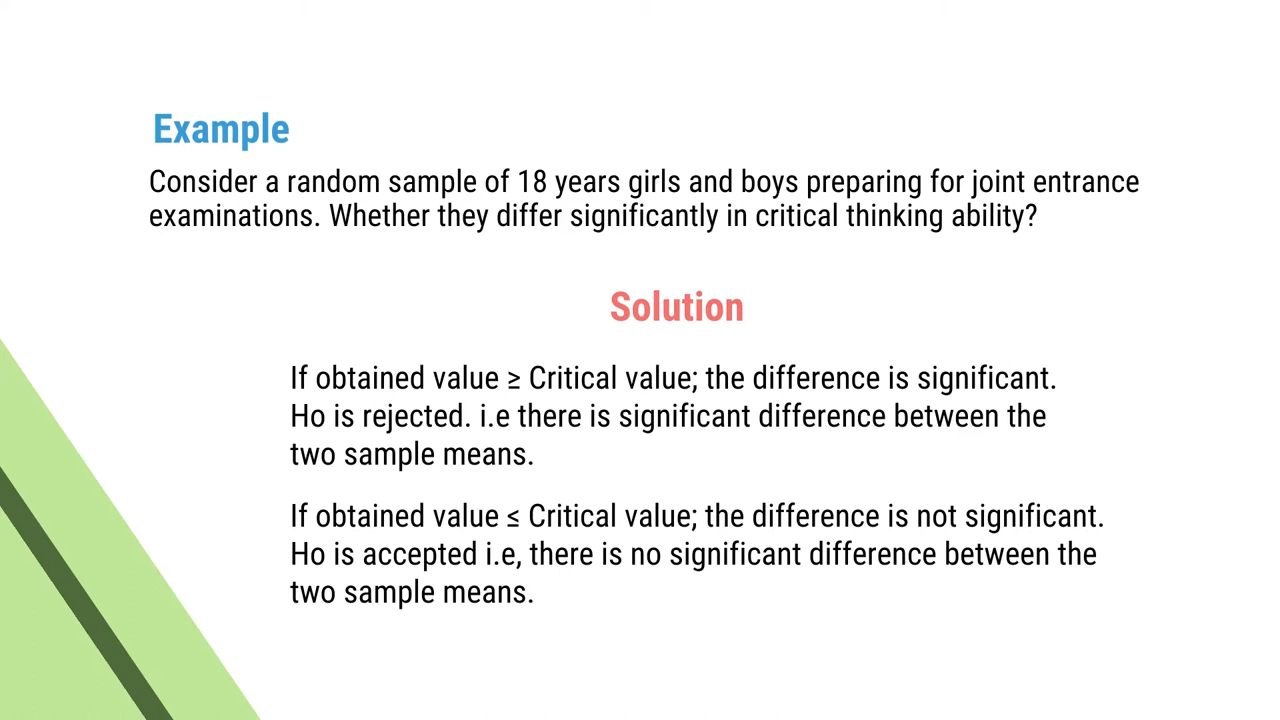 Example
Consider a random sample of 18 years girls and boys preparing for joint entrance
examinations. Whether they differ significantly in critical thinking ability?
Solution
If obtained value ≥ Critical value; the difference is significant.
Ho is rejected. i.e there is significant difference between the
two sample means.
If obtained value ≤ Critical value; the difference is not significant.
Ho is accepted i.e, there is no significant difference between the
two sample means.